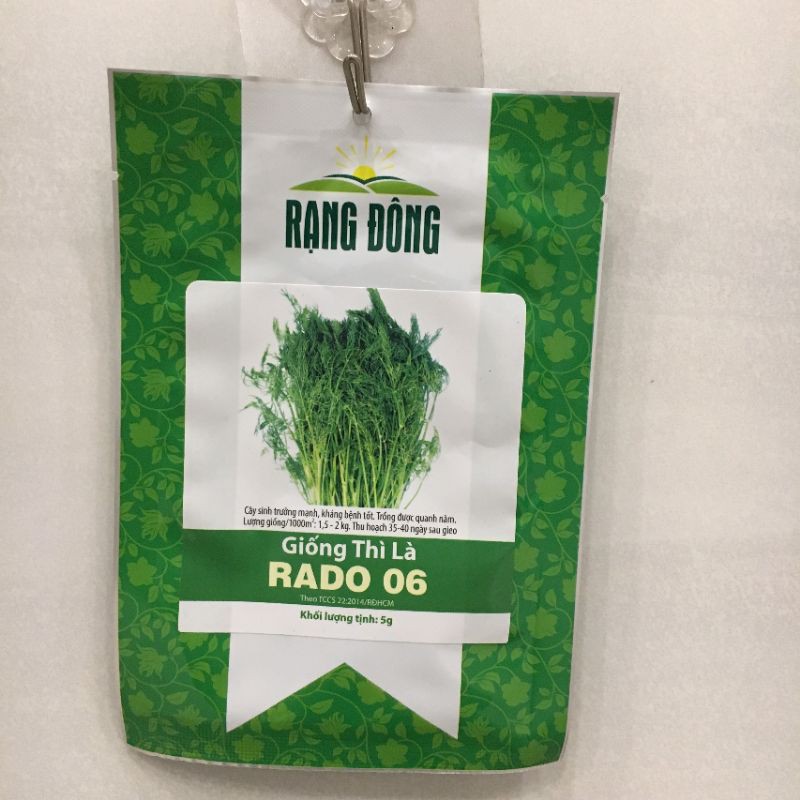 RẠNG ĐÔNG
Cây sinh trưởng mạnh, kháng bệnh tốt. Trồng được quanh năm.
Lượng giống/1000m²: 1,5 - 2 kg. Thu hoạch 35-40 ngày sau gieo
Giống Thì Là
RADO 06
Theo TCCS 22:2014/RĐHCM
Khối lượng tịnh: 5g